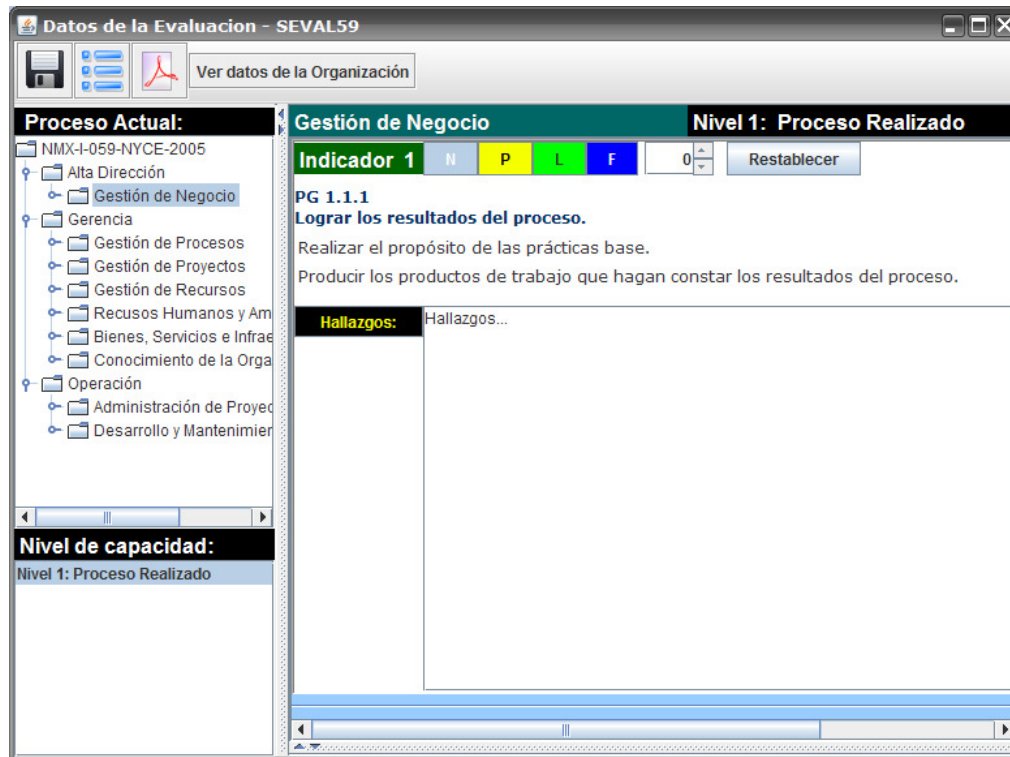 Datos de la Evaluacion - SEVAL59
Ver datos de la Organización
Proceso Actual:
NMX-I-059-NYCE-2005
Alta Dirección
Gestión de Negocio
Gerencia
Gestión de Procesos
Gestión de Proyectos
Gestión de Recursos
Recusos Humanos y Am
Bienes, Servicios e Infrae
Conocimiento de la Orga
Operación
Administración de Proyec
Desarrollo y Mantenimier
Nivel de capacidad:
Nivel 1: Proceso Realizado
Gestión de Negocio Nivel 1: Proceso Realizado
Indicador 1 N P L F 0 Restablecer
PG 1.1.1
Lograr los resultados del proceso.
Realizar el propósito de las prácticas base.
Producir los productos de trabajo que hagan constar los resultados del proceso.
Hallazgos: Hallazgos...